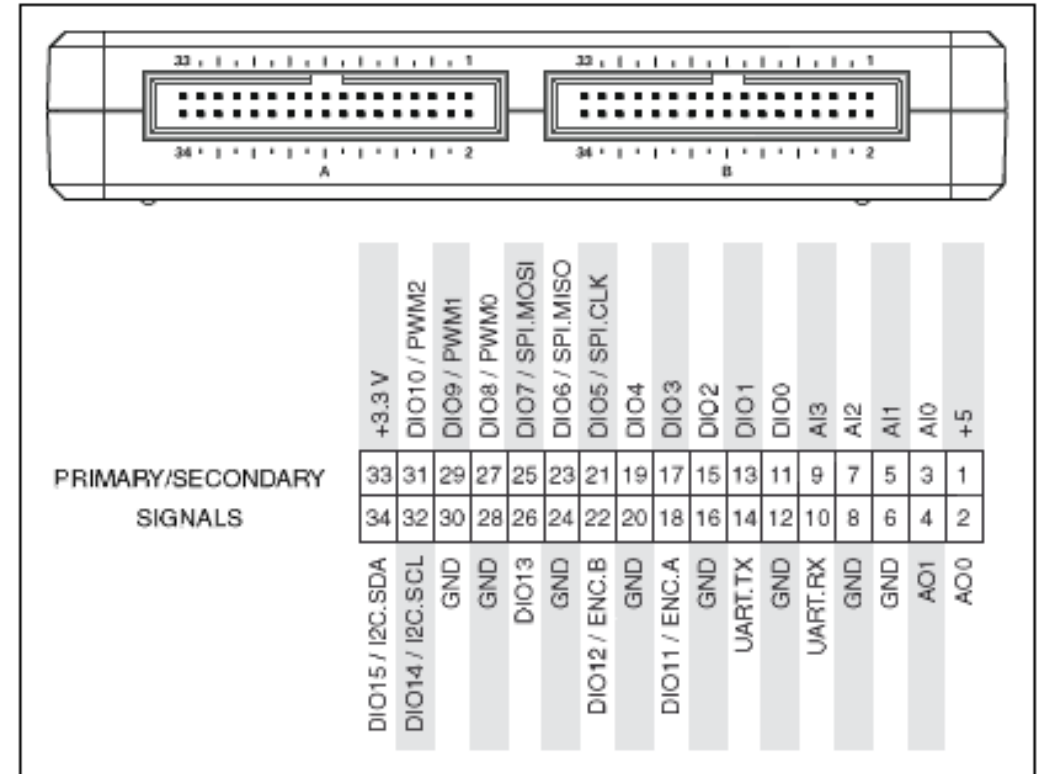 33 1 33 1
34 2 34 2
A B
+3.3 V
DIO10 / PWM2
DIO9 / PWM1
DIO8 / PWM0
DIO7 / SPI.MOSI
DIO6 / SPI.MISO
DIO5 / SPI.CLK
DIO4
DIO3
DIO2
DIO1
DIO0
AI3
AI2
AI1
AI0
+5
PRIMARY/SECONDARY 33 31 29 27 25 23 21 19 17 15 13 11 9 7 5 3 1
SIGNALS 34 32 30 28 26 24 22 20 18 16 14 12 10 8 6 4 2
DIO15 / I2C.SDA
DIO14 / I2C.SCL
GND
GND
DIO13
GND
DIO12 / ENC.B
GND
DIO11 / ENC.A
GND
UART.TX
GND
UART.RX
GND
GND
AO1
AO0